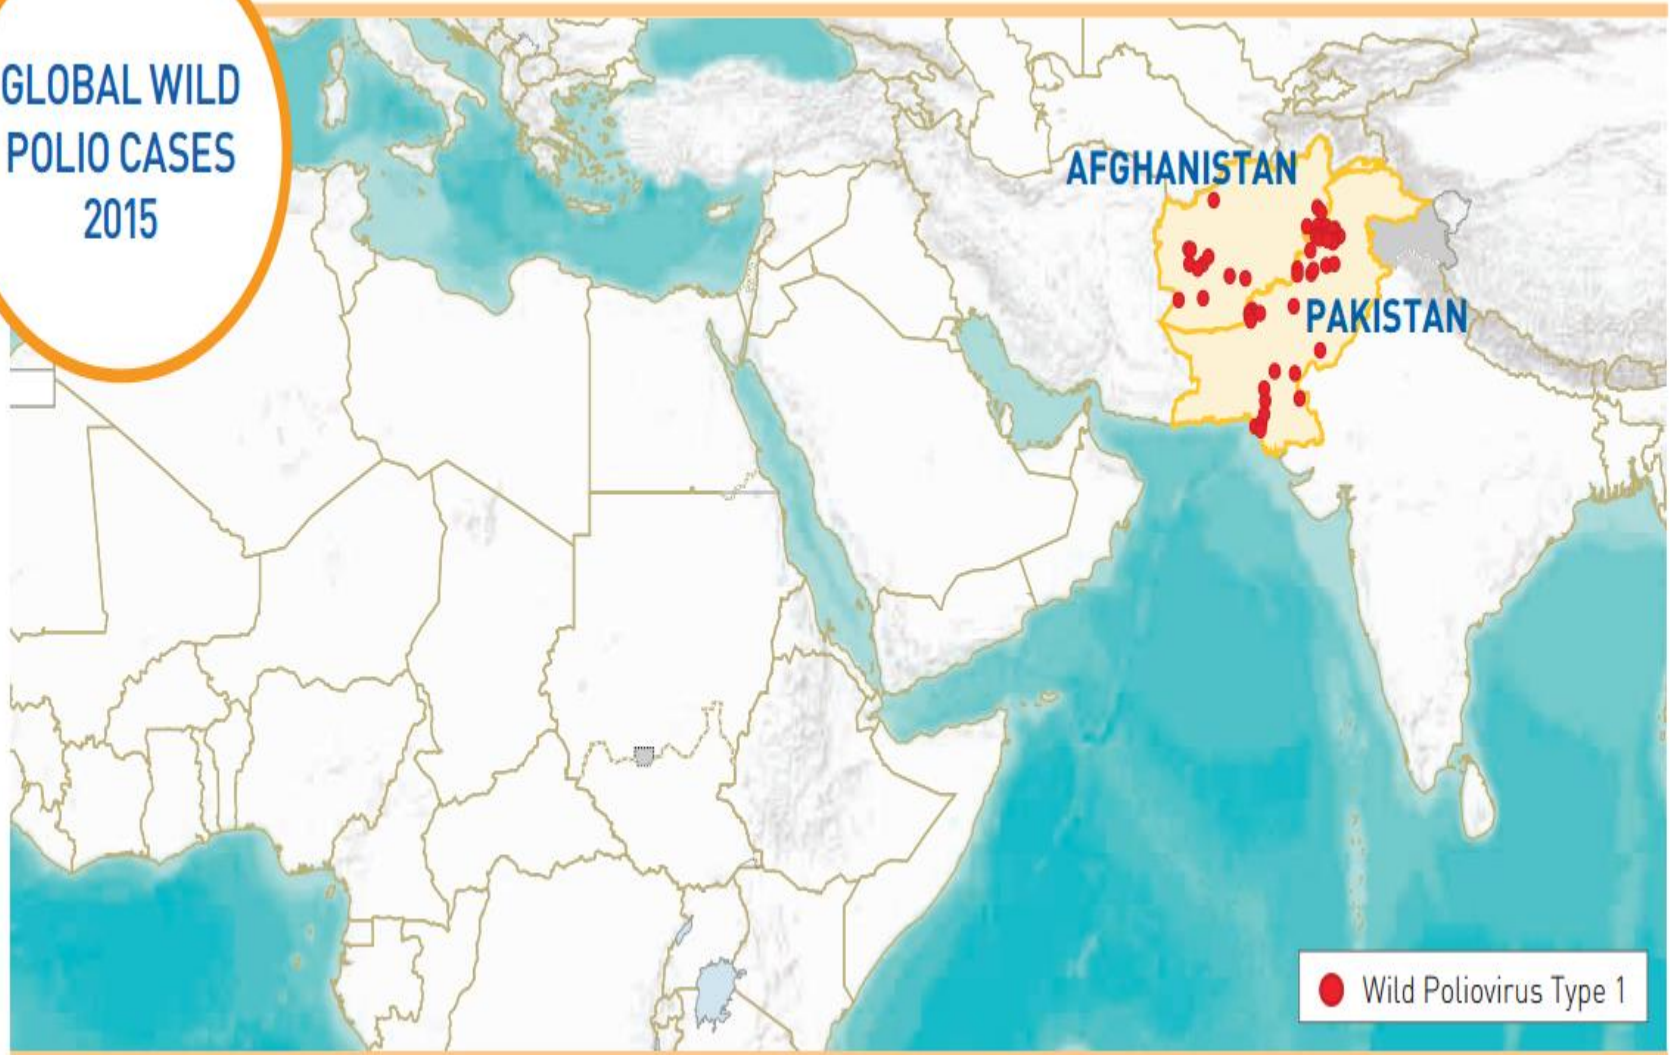 GLOBAL WILD
POLIO CASES
2015
AFGHANISTAN
PAKISTAN
Wild Poliovirus Type 1